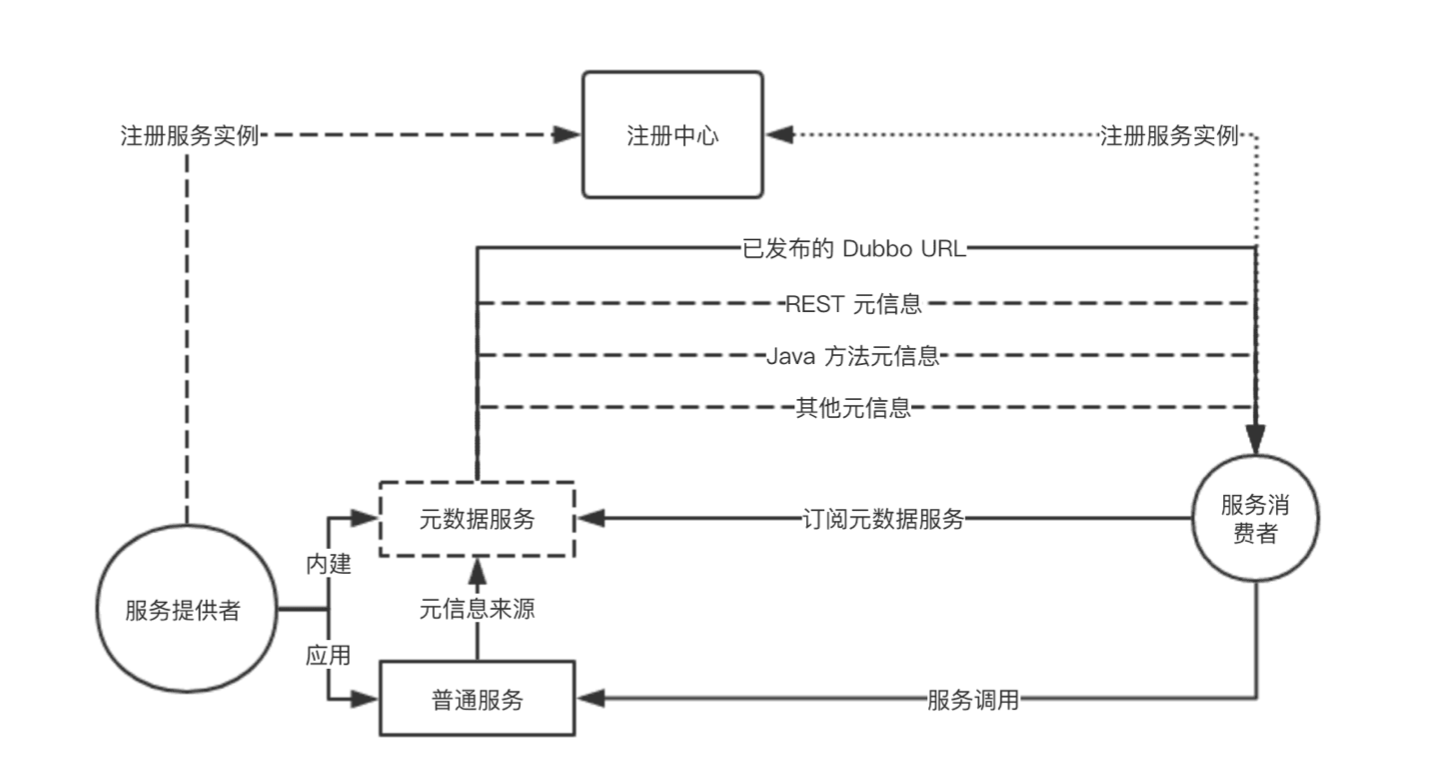 注册服务实例
注册中心
注册服务实例
已发布的 Dubbo URL
REST 元信息
Java 方法元信息
其他元信息
元数据服务
订阅元数据服务
服务消
费者
内建
服务提供者
元信息来源
应用
普通服务
服务调用